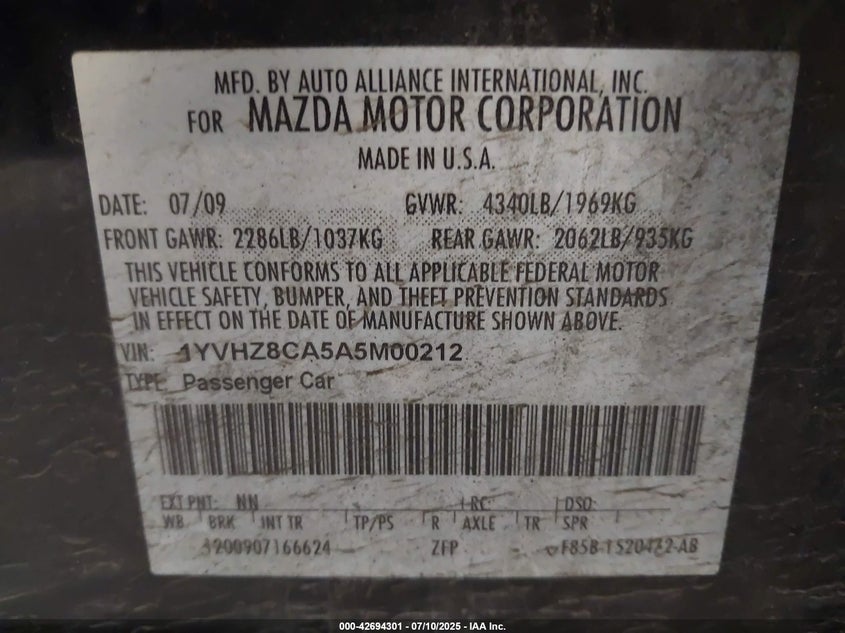 MFD. BY AUTO ALLIANCE INTERNATIONAL, INC.
FOR MAZDA MOTOR CORPORATION
MADE IN U.S.A.
DATE: 07/09 GVWR: 4340LB/1969KG
FRONT GAWR: 2286LB/1037KG REAR GAWR: 2062LB/935KG
THIS VEHICLE CONFORMS TO ALL APPLICABLE FEDERAL MOTOR
VEHICLE SAFETY, BUMPER, AND THEFT PREVENTION STANDARDS
IN EFFECT ON THE DATE OF MANUFACTURE SHOWN ABOVE.
VIN: 1YVHZ8CA5A5M00212
TYPE: Passenger Car
EXT PNT: NN RC: DSO:
WB BRK INT TR TP/PS R AXLE TR SPR
ZFP
000-42694301 - 07/10/2025 - IAA Inc.